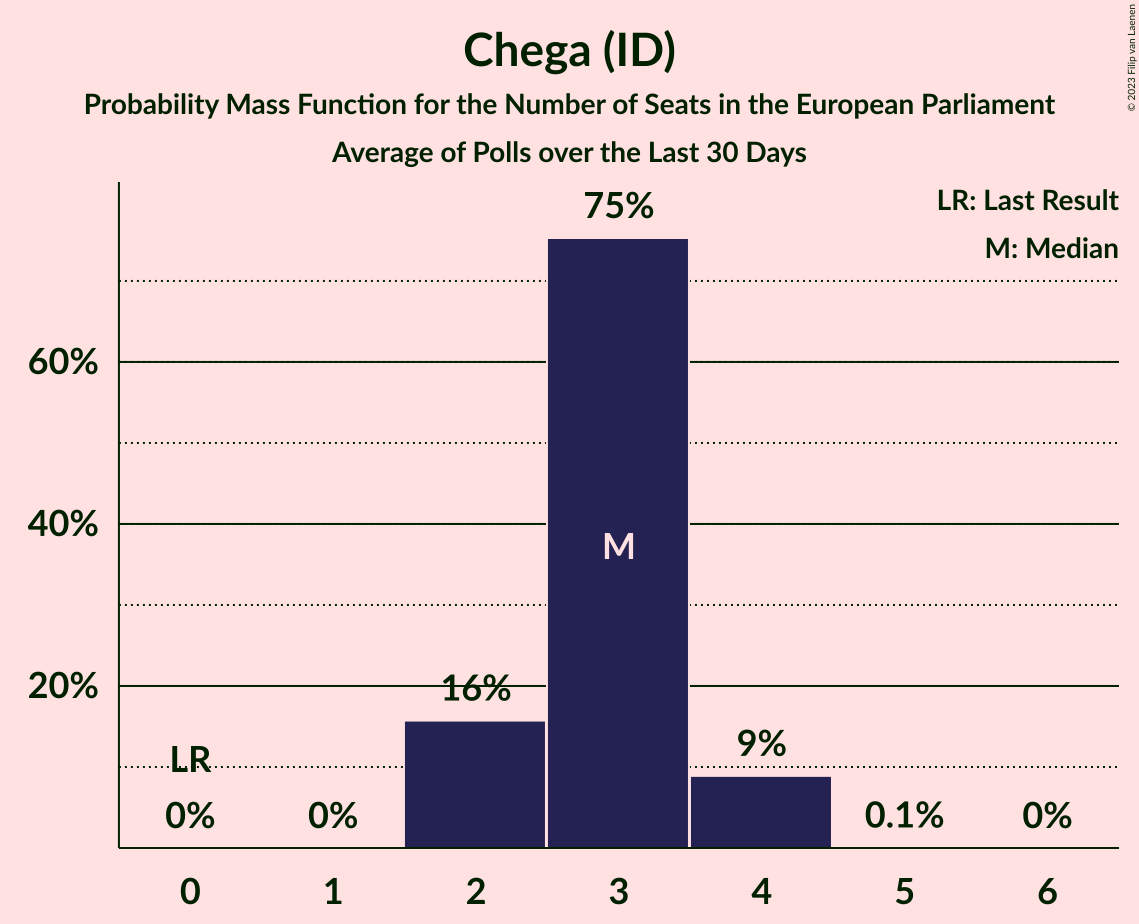 Chega (ID)
Probability Mass Function for the Number of Seats in the European Parliament
Average of Polls over the Last 30 Days
© 2023 Filip van Laenen
LR: Last Result
M: Median
75%
60%
40%
M
20%
16%
LR
9%
0%
0%
0.1%
0%
0
1
2
3
4
5
6